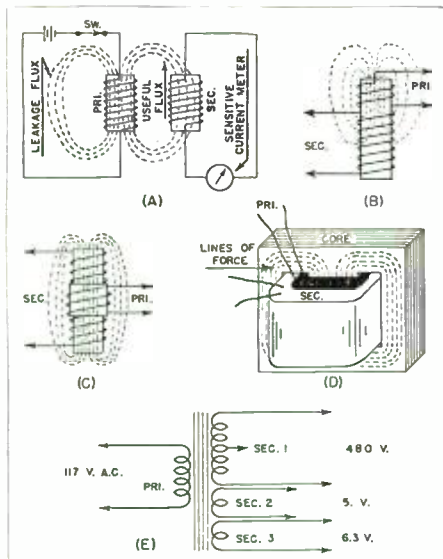 SW.
LEAKAGE FLUX
PRI.
USEFUL
FLUX
SEC.
SENSITIVE
CURRENT METER
(A)
PRI
SEC.
(B)
SEC.
PRI.
(C)
PRI.
CORE
LINES OF
FORCE
SEC.
(D)
117 V. A.C.
PRI.
SEC. 1
480 V.
SEC. 2
5. V.
SEC. 3
6.3 V.
(E)